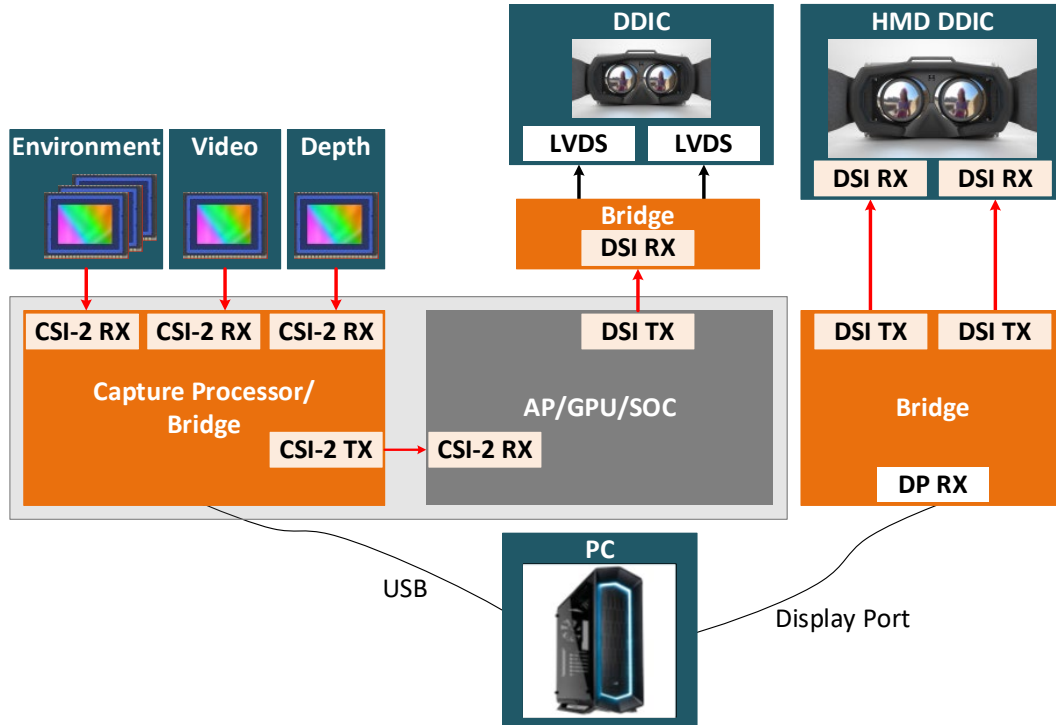 DDIC
HMD DDIC
LVDS
LVDS
DSI RX
DSI RX
Environment
Video
Depth
Bridge
DSI RX
CSI-2 RX
CSI-2 RX
CSI-2 RX
DSI TX
DSI TX
DSI TX
Capture Processor/
Bridge
AP/GPU/SOC
Bridge
CSI-2 TX
CSI-2 RX
DP RX
PC
USB
Display Port